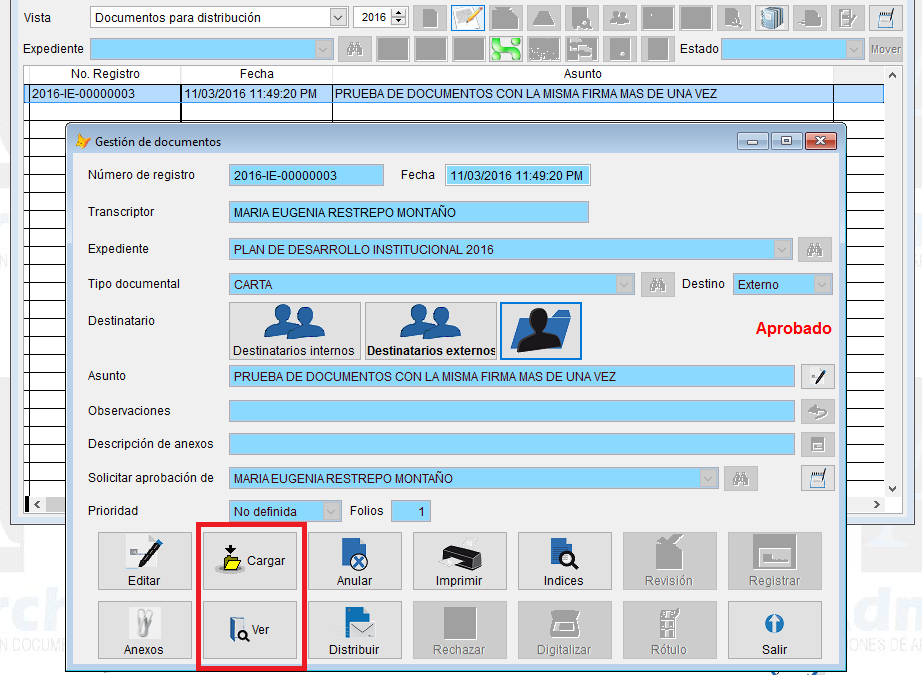 Vista Documentos para distribución 2016
Expediente Estado Mover
No. Registro Fecha Asunto
2016-IE-00000003 11/03/2016 11:49:20 PM PRUEBA DE DOCUMENTOS CON LA MISMA FIRMA MAS DE UNA VEZ
Gestión de documentos
Número de registro 2016-IE-00000003 Fecha 11/03/2016 11:49:20 PM
Transcriptor MARIA EUGENIA RESTREPO MONTAÑO
Expediente PLAN DE DESARROLLO INSTITUCIONAL 2016
Tipo documental CARTA Destino Externo
Destinatario Destinatarios internos Destinatarios externos Aprobado
Asunto PRUEBA DE DOCUMENTOS CON LA MISMA FIRMA MAS DE UNA VEZ
Observaciones
Descripción de anexos
Solicitar aprobación de MARIA EUGENIA RESTREPO MONTAÑO
Prioridad No definida Folios 1
Editar Cargar Anular Imprimir Indices Revisión Registrar
Anexos Ver Distribuir Rechazar Digitalizar Rótulo Salir